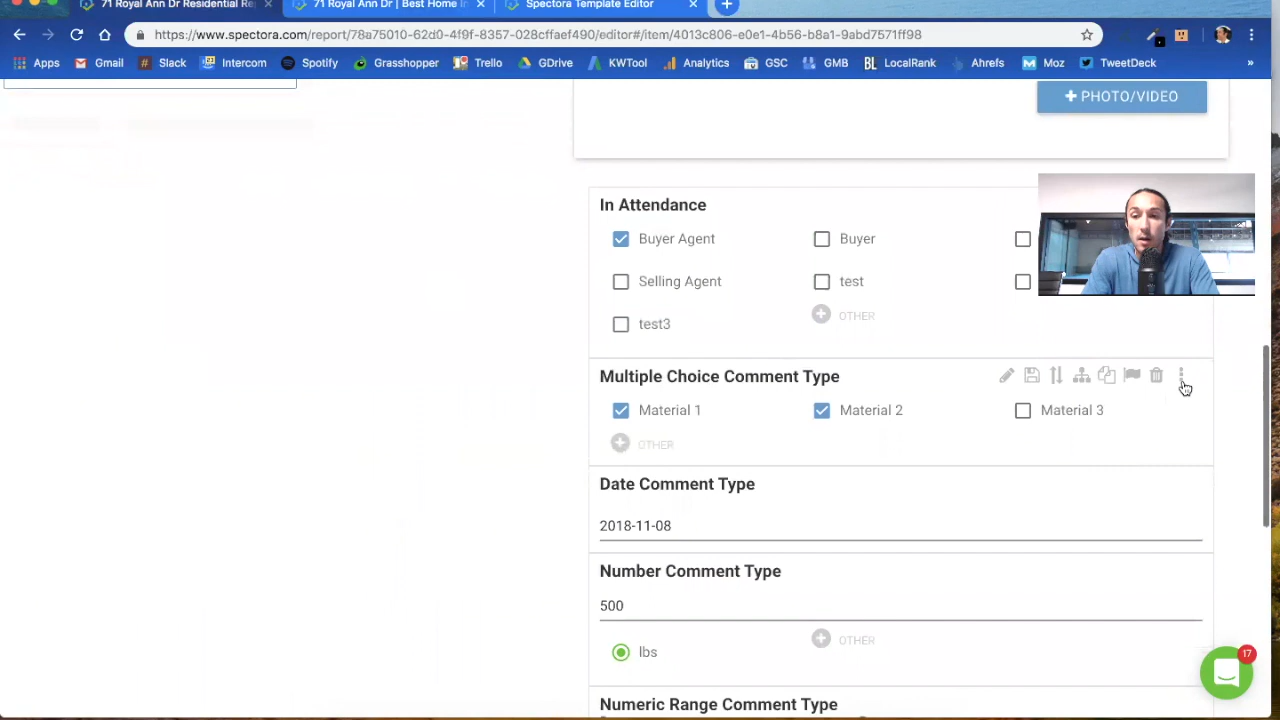 71 Royal Ann Dr Residential Re
71 Royal Ann Dr | Best Home In
Spectora Template Editor
https://www.spectora.com/report/78a75010-62d0-4f9f-8357-028cffaef490/editor#/item/4013c806-e0e1-4b56-b8a1-9abd7571ff98
Apps Gmail Slack Intercom Spotify Grasshopper Trello GDrive KWTool Analytics GSC GMB LocalRank Ahrefs Moz TweetDeck »
+ PHOTO/VIDEO
In Attendance
Buyer Agent Buyer
Selling Agent test
test3 OTHER
Multiple Choice Comment Type
Material 1 Material 2 Material 3
OTHER
Date Comment Type
2018-11-08
Number Comment Type
500
lbs OTHER
17
Numeric Range Comment Type